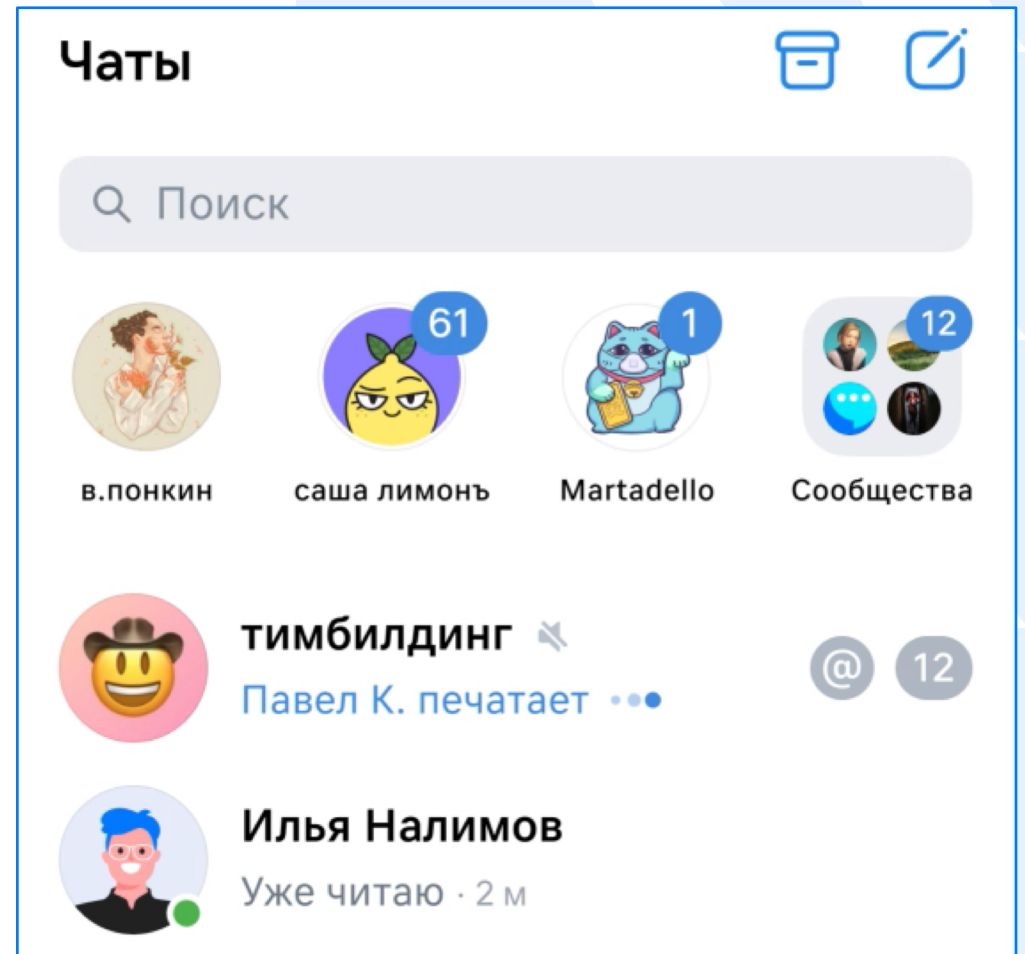 Чаты
Поиск
61
1
12
в.понкин
саша лимонъ
Martadello
Сообщества
тимбилдинг
Павел К. печатает
@ 12
Илья Налимов
Уже читаю · 2 м